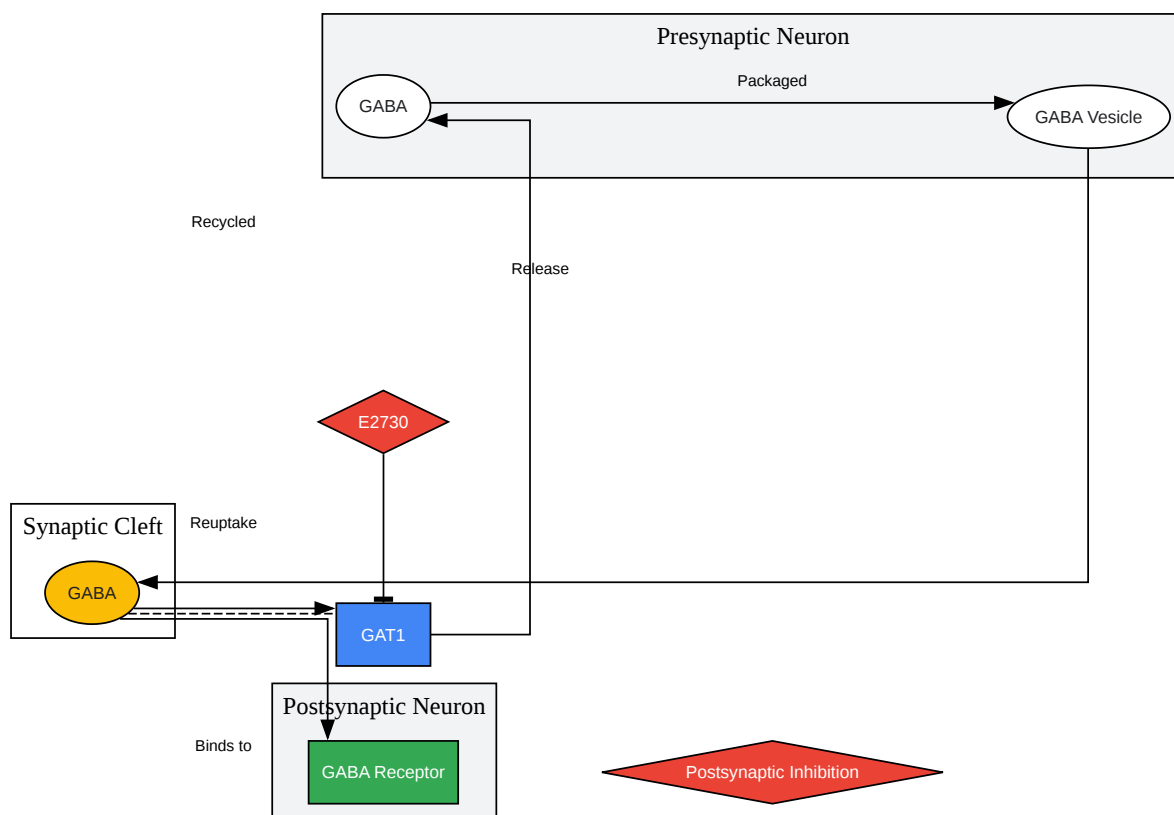 Presynaptic Neuron
Packaged
GABA
GABA Vesicle
Recycled
Release
E2730
Synaptic Cleft
Reuptake
GABA
GAT1
Postsynaptic Neuron
Binds to
GABA Receptor
Postsynaptic Inhibition